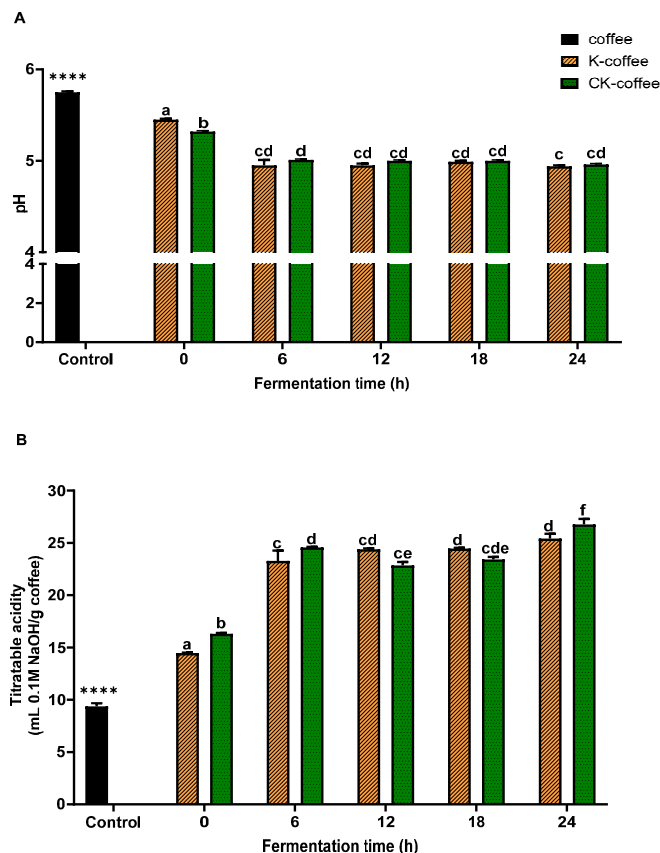 A
coffee
K-coffee
CK-coffee
pH
6
5
4
4
2
0
****
a
b
cd
d
cd
cd
cd
cd
c
cd
Control
0
6
12
18
24
Fermentation time (h)
B
Titratable acidity
(mL 0.1M NaOH/g coffee)
30
25
20
15
10
5
0
****
a
b
c
d
cd
ce
d
cde
d
f
Control
0
6
12
18
24
Fermentation time (h)